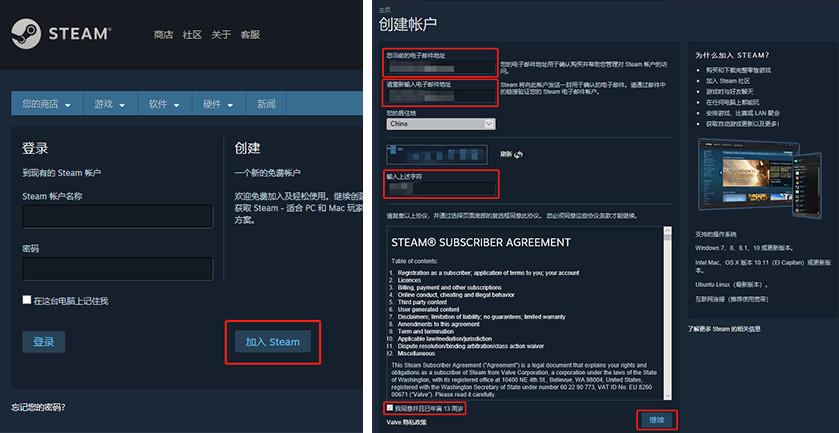 STEAM®
商店 社区 关于 客服
您的商店 游戏 软件 硬件 新闻
登录
到现有的 Steam 帐户
Steam 帐户名称
密码
在这台电脑上记住我
登录
忘记您的密码?
创建
一个新的免费帐户
欢迎免费加入及轻松使用。继续创建
获取 Steam - 适合 PC 和 Mac 玩家
方案。
加入 Steam
主页
创建帐户
您当前的电子邮件地址
您的电子邮件地址用于确认购买并帮助您管理对 Steam 帐户的访
问。
请重新输入电子邮件地址
Steam 将向此帐户发送一封用于确认的电子邮件。请通过邮件中
的链接验证您的 Steam 电子邮件帐户。
您的居住地
China
刷新
输入上述字符
请复查以上协议，并通过选择页面底部的复选框同意此协议。 您必须同意这些协议条款才能继续。
STEAM® SUBSCRIBER AGREEMENT
Table of contents:
1. Registration as a subscriber; application of terms to you; your account
2. Licences
3. Billing, payment and other subscriptions
4. Online conduct, cheating and illegal behavior
5. Third party content
6. User generated content
7. Disclaimers; limitation of liability; no guarantees; limited warranty
8. Amendments to this agreement
9. Term and termination
10. Applicable law/mediation/jurisdiction
11. Dispute resolution/binding arbitration/class action waiver
12. Miscellaneous
This Steam Subscriber Agreement ("Agreement") is a legal document that explains your rights and
obligations as a subscriber of Steam from Valve Corporation, a corporation under the laws of the State
of Washington, with its registered office at 10400 NE 4th St., Bellevue, WA 98004, United States,
registered with the Washington Secretary of State under number 60 22 90 773, VAT ID No. EU 8260
00671 ("Valve"). Please read it carefully.
我同意并且已年满 13 周岁
Valve 隐私政策
继续
为什么加入 STEAM？
购买和下载完整零售游戏
加入 Steam 社区
游戏时与好友聊天
在任何电脑上都能玩
安排游戏、比赛或 LAN 聚会
获取自动游戏更新以及更多！
支持的操作系统
Windows 7、8、8.1、10 或更新版本。
Intel Mac、OS X 版本 10.11（El Capitan）或更新版
本。
Ubuntu Linux（最新版本）。
互联网连接（推荐使用宽带）
了解更多 Steam 的相关信息